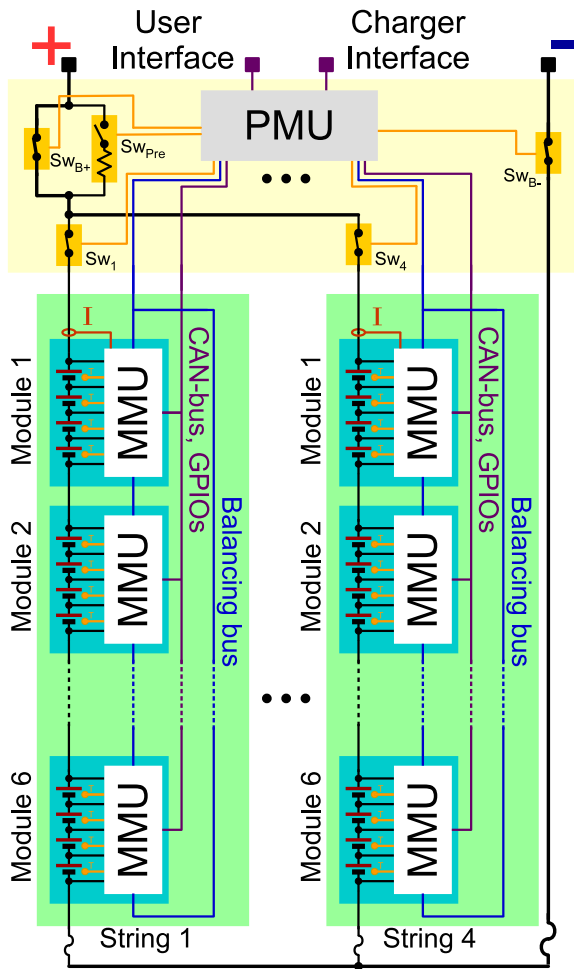 +
User Interface
Charger Interface
-
PMU
Sw_B+
Sw_Pre
Sw_B-
•••
Sw_1
Sw_4
I
Module 1
T
T
T
T
MMU
CAN-bus, GPIOs
Balancing bus
Module 2
T
T
T
T
MMU
•••
Module 6
T
T
T
T
MMU
String 1
I
Module 1
T
T
T
T
MMU
CAN-bus, GPIOs
Balancing bus
Module 2
T
T
T
T
MMU
Module 6
T
T
T
T
MMU
String 4